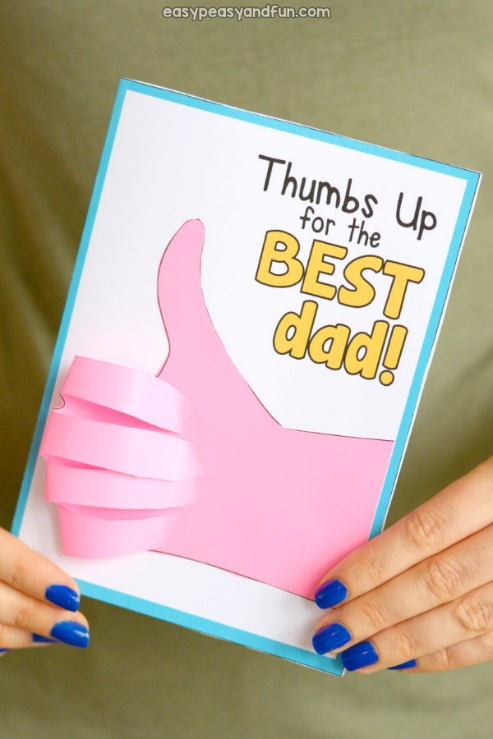 easypeasyandfun.com
Thumbs Up
for the
BEST
dad!